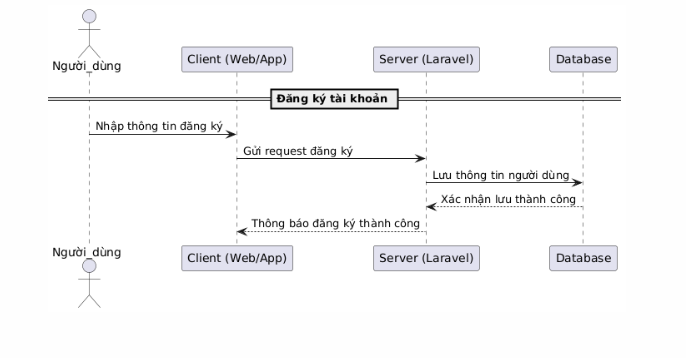 Người_dùng
Client (Web/App)
Server (Laravel)
Database
Đăng ký tài khoản
Nhập thông tin đăng ký
Gửi request đăng ký
Lưu thông tin người dùng
Xác nhận lưu thành công
Thông báo đăng ký thành công
Người_dùng
Client (Web/App)
Server (Laravel)
Database